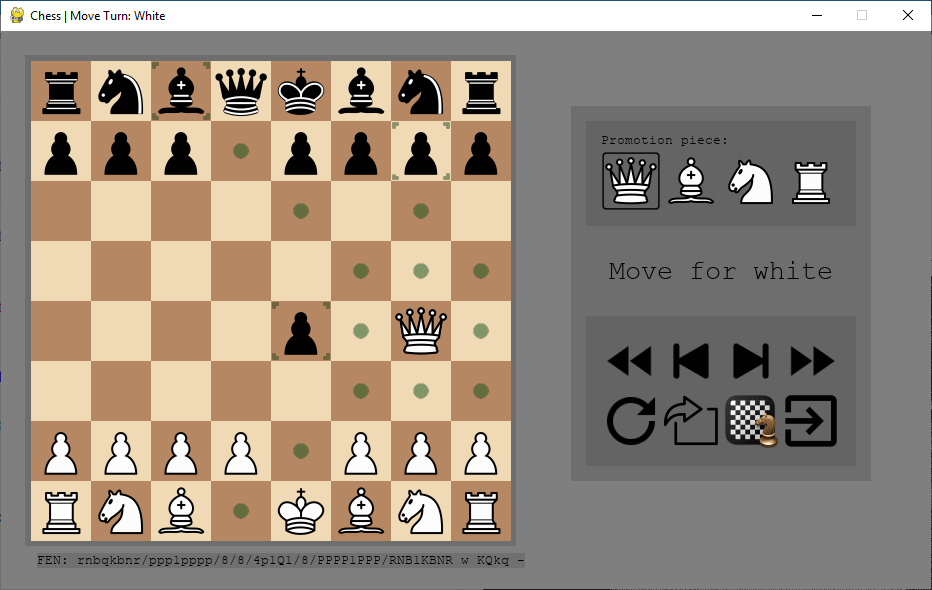 Chess | Move Turn: White
Promotion piece:
Move for white
FEN: rnbqkbnr/ppp1pppp/8/8/4p1Q1/8/PPPP1PPP/RNB1KBNR w KQkq -